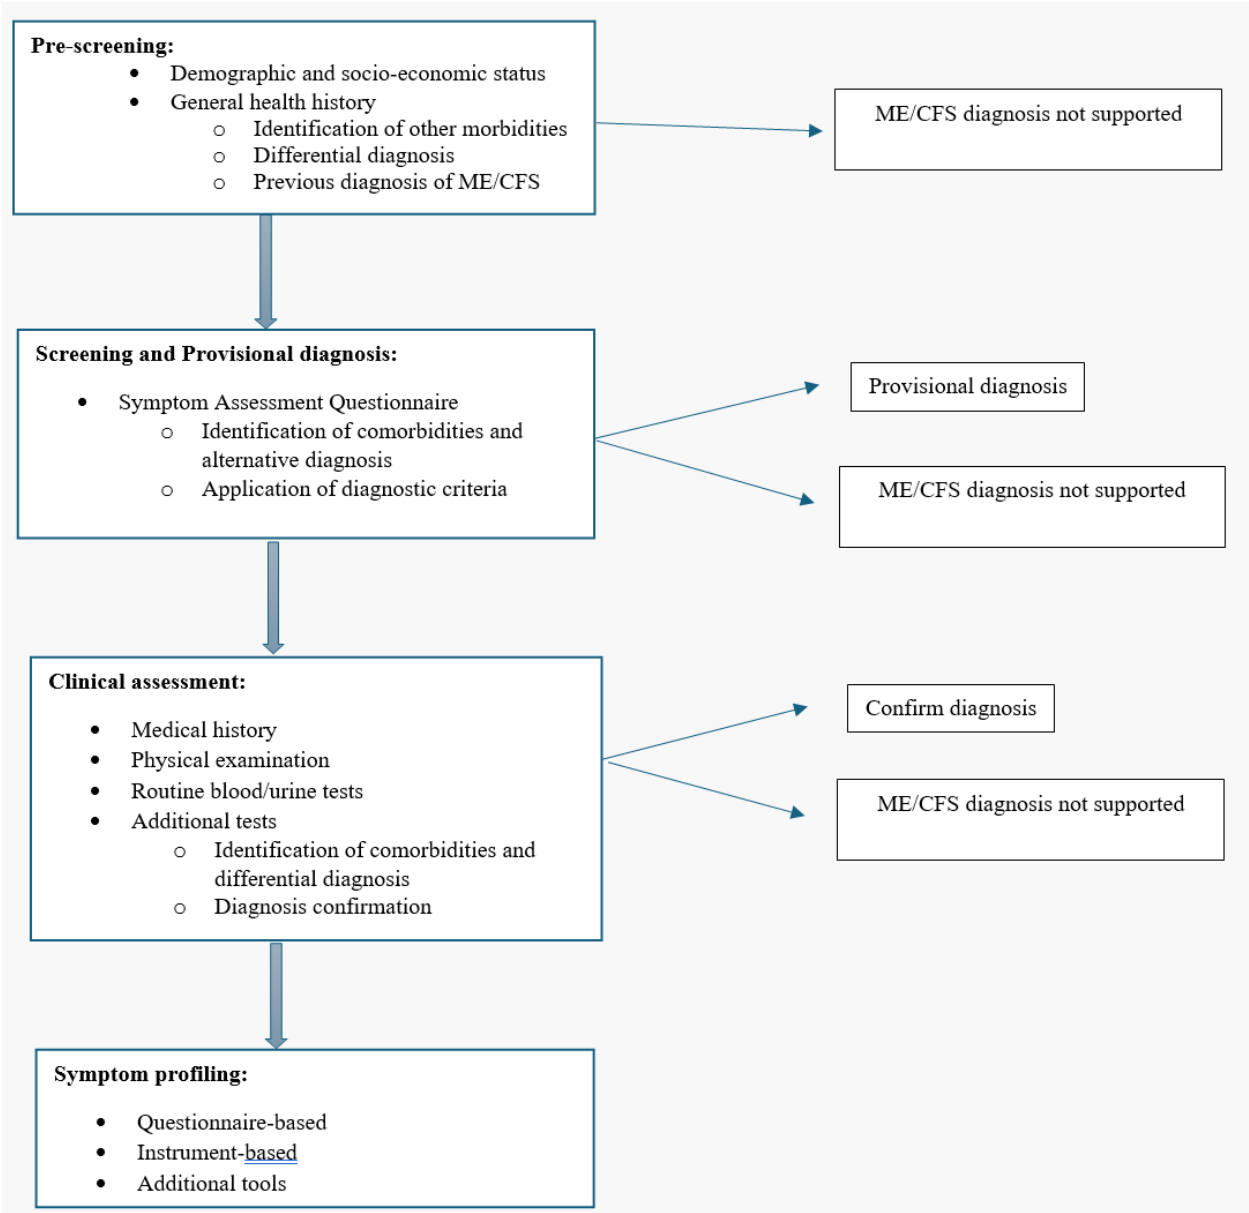 Pre-screening:
• Demographic and socio-economic status
• General health history
o Identification of other morbidities
o Differential diagnosis
o Previous diagnosis of ME/CFS
ME/CFS diagnosis not supported
Screening and Provisional diagnosis:
• Symptom Assessment Questionnaire
o Identification of comorbidities and
alternative diagnosis
o Application of diagnostic criteria
Provisional diagnosis
ME/CFS diagnosis not supported
Clinical assessment:
• Medical history
• Physical examination
• Routine blood/urine tests
• Additional tests
o Identification of comorbidities and
differential diagnosis
o Diagnosis confirmation
Confirm diagnosis
ME/CFS diagnosis not supported
Symptom profiling:
• Questionnaire-based
• Instrument-based
• Additional tools